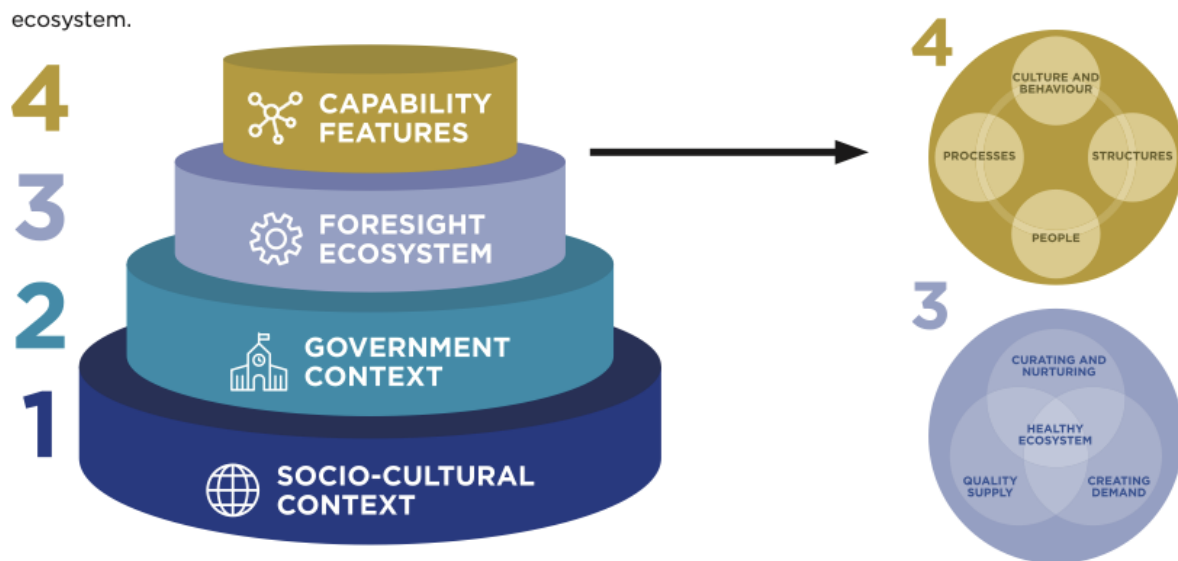 ecosystem.
4
CAPABILITY
FEATURES
3
FORESIGHT
ECOSYSTEM
2
GOVERNMENT
CONTEXT
1
SOCIO-CULTURAL
CONTEXT
4
CULTURE AND
BEHAVIOUR
PROCESSES
STRUCTURES
PEOPLE
3
CURATING AND
NURTURING
HEALTHY
ECOSYSTEM
QUALITY
SUPPLY
CREATING
DEMAND